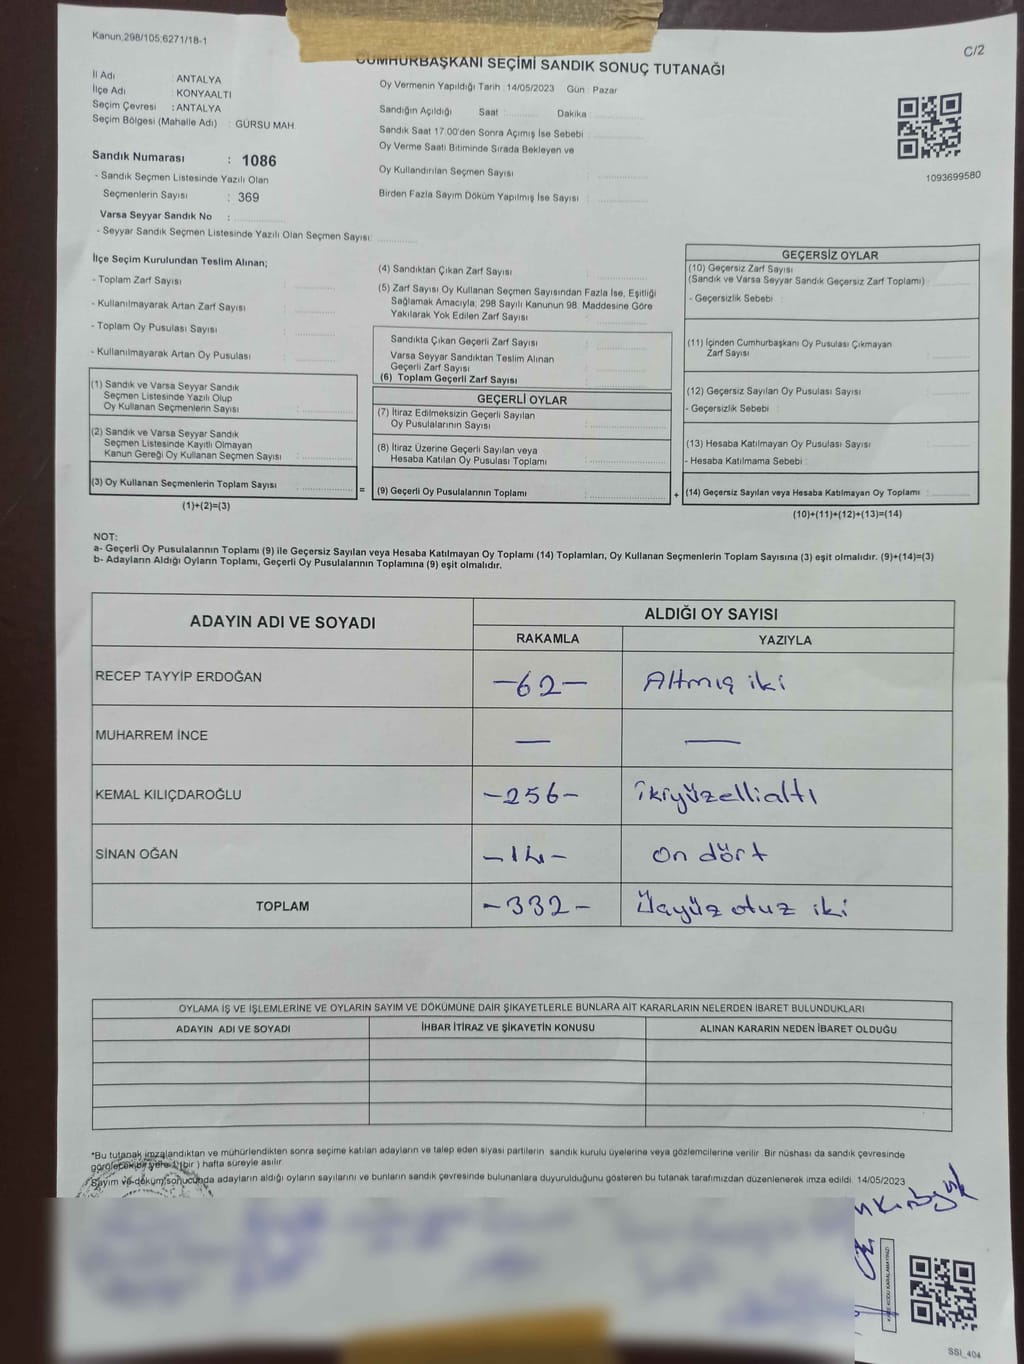 Kanun,298/105,6271/18-1
C/2
CUMHURBAŞKANI SEÇİMİ SANDIK SONUÇ TUTANAĞI
İl Adı : ANTALYA
İlçe Adı : KONYAALTI
Seçim Çevresi : ANTALYA
Seçim Bölgesi (Mahalle Adı) : GÜRSU MAH.
Oy Vermenin Yapıldığı Tarih : 14/05/2023 Gün : Pazar
Sandığın Açıldığı Saat Dakika :
Sandık Saat 17:00'den Sonra Açımış İse Sebebi :
Oy Verme Saati Bitiminde Sırada Bekleyen ve
Oy Kullandırılan Seçmen Sayısı :
Birden Fazla Sayım Döküm Yapılmış İse Sayısı :
1093699580
Sandık Numarası : 1086
- Sandık Seçmen Listesinde Yazılı Olan
Seçmenlerin Sayısı : 369
Varsa Seyyar Sandık No :
- Seyyar Sandık Seçmen Listesinde Yazılı Olan Seçmen Sayısı:
İlçe Seçim Kurulundan Teslim Alınan;
- Toplam Zarf Sayısı :
- Kullanılmayarak Artan Zarf Sayısı :
- Toplam Oy Pusulası Sayısı :
- Kullanılmayarak Artan Oy Pusulası :
(1) Sandık ve Varsa Seyyar Sandık
Seçmen Listesinde Yazılı Olup
Oy Kullanan Seçmenlerin Sayısı :
(2) Sandık ve Varsa Seyyar Sandık
Seçmen Listesinde Kayıtlı Olmayan
Kanun Gereği Oy Kullanan Seçmen Sayısı :
(3) Oy Kullanan Seçmenlerin Toplam Sayısı :
(1)+(2)=(3)
(4) Sandıktan Çıkan Zarf Sayısı :
(5) Zarf Sayısı Oy Kullanan Seçmen Sayısından Fazla İse, Eşitliği
Sağlamak Amacıyla, 298 Sayılı Kanunun 98. Maddesine Göre
Yakılarak Yok Edilen Zarf Sayısı :
Sandıkta Çıkan Geçerli Zarf Sayısı :
Varsa Seyyar Sandıktan Teslim Alınan
Geçerli Zarf Sayısı :
(6) Toplam Geçerli Zarf Sayısı :
GEÇERLİ OYLAR
(7) İtiraz Edilmeksizin Geçerli Sayılan
Oy Pusulalarının Sayısı :
(8) İtiraz Üzerine Geçerli Sayılan veya
Hesaba Katılan Oy Pusulası Toplamı :
= (9) Geçerli Oy Pusulalarının Toplamı :
GEÇERSİZ OYLAR
(10) Geçersiz Zarf Sayısı
(Sandık ve Varsa Seyyar Sandık Geçersiz Zarf Toplamı) :
- Geçersizlik Sebebi :
(11) İçinden Cumhurbaşkanı Oy Pusulası Çıkmayan
Zarf Sayısı :
(12) Geçersiz Sayılan Oy Pusulası Sayısı :
- Geçersizlik Sebebi :
(13) Hesaba Katılmayan Oy Pusulası Sayısı :
- Hesaba Katılmama Sebebi :
+ (14) Geçersiz Sayılan veya Hesaba Katılmayan Oy Toplamı :
(10)+(11)+(12)+(13)=(14)
NOT:
a- Geçerli Oy Pusulalarının Toplamı (9) ile Geçersiz Sayılan veya Hesaba Katılmayan Oy Toplamı (14) Toplamları, Oy Kullanan Seçmenlerin Toplam Sayısına (3) eşit olmalıdır. (9)+(14)=(3)
b- Adayların Aldığı Oyların Toplamı, Geçerli Oy Pusulalarının Toplamına (9) eşit olmalıdır.
ADAYIN ADI VE SOYADI ALDIĞI OY SAYISI
RAKAMLA YAZIYLA
RECEP TAYYİP ERDOĞAN -62- Altmış iki
MUHARREM İNCE — —
KEMAL KILIÇDAROĞLU -256- ikiyüzellialtı
SİNAN OĞAN -14- on dört
TOPLAM -332- Üçyüz otuz iki
OYLAMA İŞ VE İŞLEMLERİNE VE OYLARIN SAYIM VE DÖKÜMÜNE DAİR ŞİKAYETLERLE BUNLARA AİT KARARLARIN NELERDEN İBARET BULUNDUKLARI
ADAYIN ADI VE SOYADI İHBAR İTİRAZ VE ŞİKAYETİN KONUSU ALINAN KARARIN NEDEN İBARET OLDUĞU
*Bu tutanak imzalandıktan ve mühürlendikten sonra seçime katılan adayların ve talep eden siyasi partilerin sandık kurulu üyelerine veya gözlemcilerine verilir. Bir nüshası da sandık çevresinde
görülecek bir yere 1 (bir) hafta süreyle asılır.
Sayım ve döküm sonucunda adayların aldığı oyların sayılarını ve bunların sandık çevresinde bulunanlara duyurulduğunu gösteren bu tutanak tarafımızdan düzenlenerek imza edildi. 14/05/2023
SSİ_404